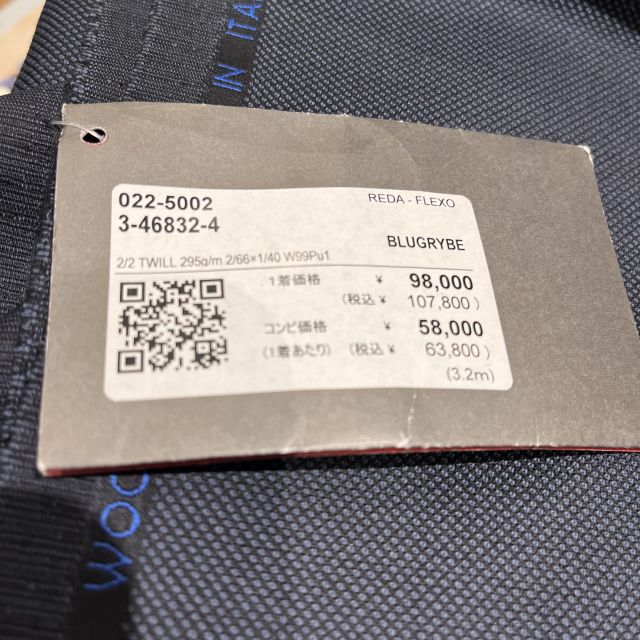 IN ITA
022-5002
REDA - FLEXO
3-46832-4
BLUGRYBE
2/2 TWILL 295g/m 2/66×1/40 W99Pu1
1着価格 ¥ 98,000
(税込 ¥ 107,800 )
コンビ価格 ¥ 58,000
(1着あたり) (税込 ¥ 63,800 )
(3.2m)
WOO